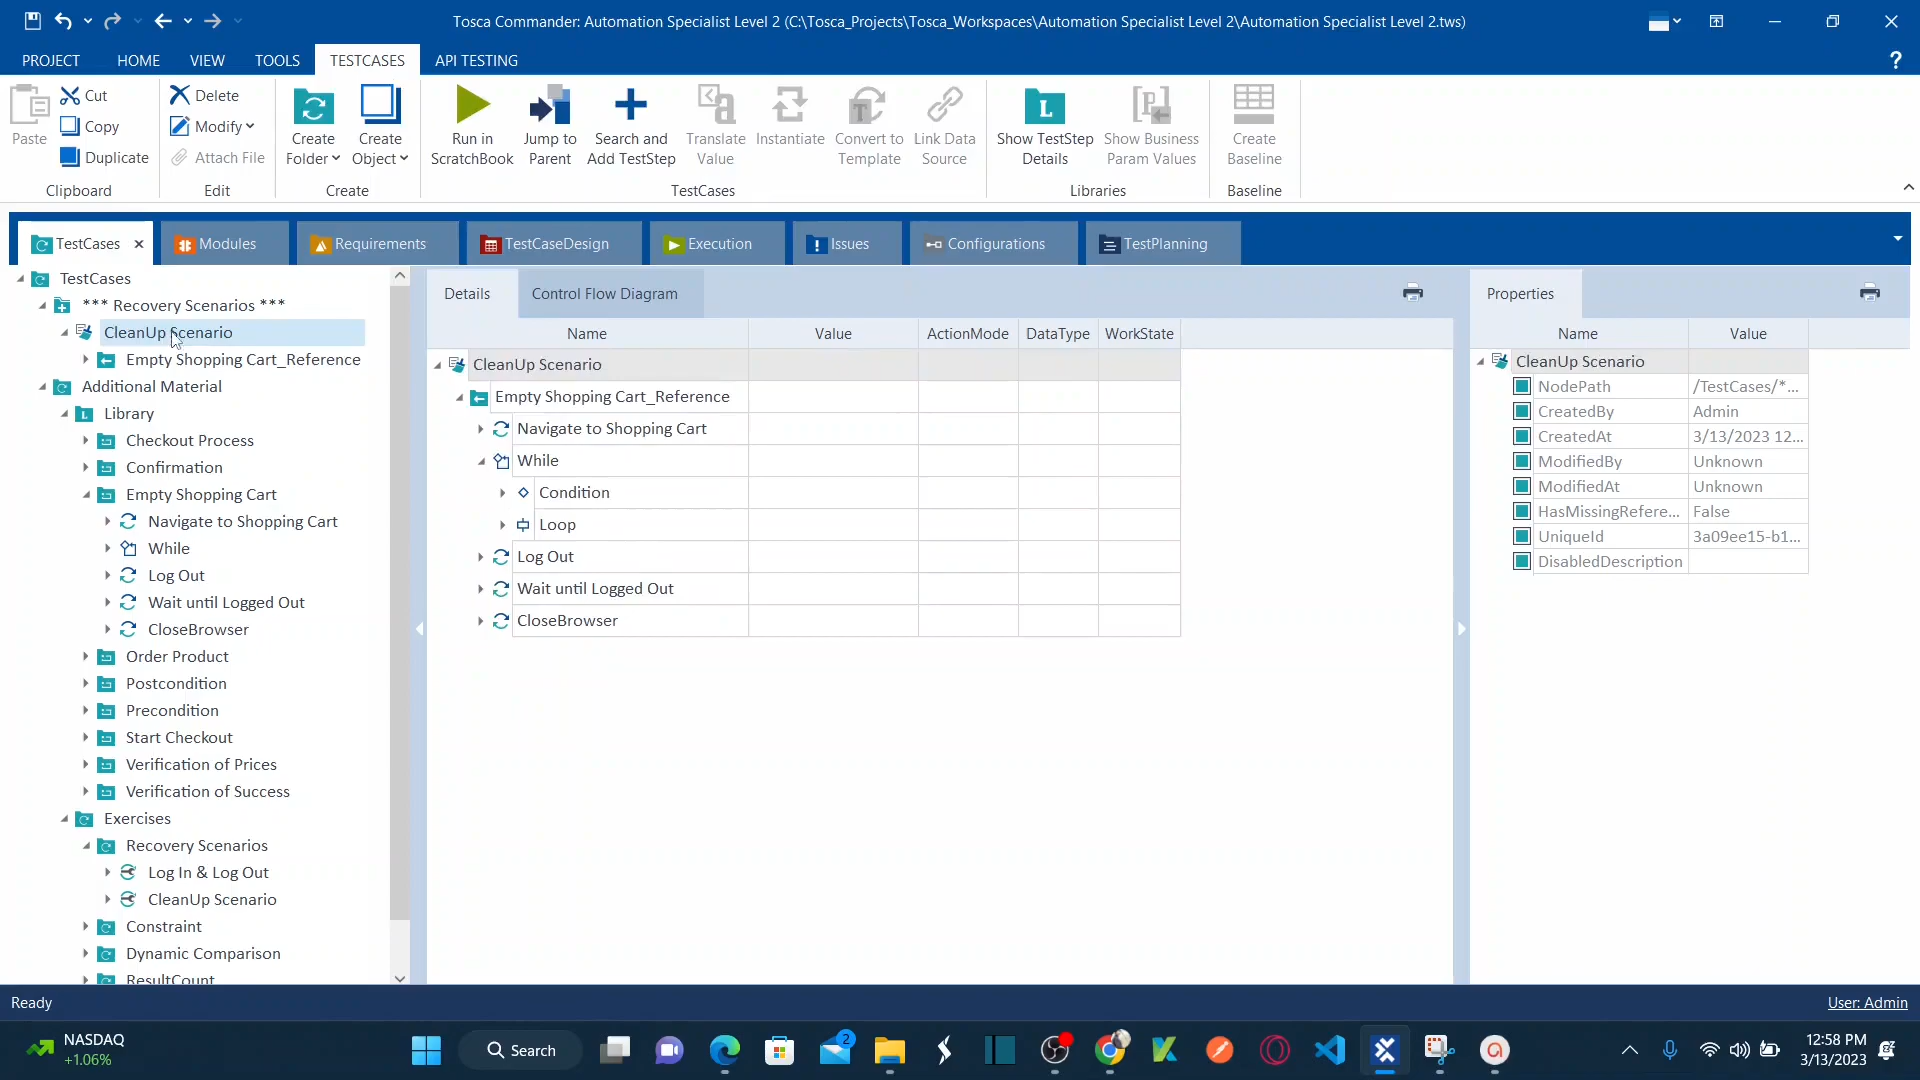 Tosca Commander: Automation Specialist Level 2 (C:\Tosca_Projects\Tosca_Workspaces\Automation Specialist Level 2\Automation Specialist Level 2.tws)
PROJECT HOME VIEW TOOLS TESTCASES API TESTING ?
Paste
Cut
Copy
Duplicate
Clipboard
Delete
Modify
Attach File
Edit
Create Folder
Create Object
Create
Run in ScratchBook
Jump to Parent
Search and Add TestStep
Translate Value
Instantiate
Convert to Template
Link Data Source
TestCases
Show TestStep Details
Show Business Param Values
Libraries
Create Baseline
Baseline
TestCases Modules Requirements TestCaseDesign Execution Issues Configurations TestPlanning
TestCases
*** Recovery Scenarios ***
CleanUp Scenario
Empty Shopping Cart_Reference
Additional Material
Library
Checkout Process
Confirmation
Empty Shopping Cart
Navigate to Shopping Cart
While
Log Out
Wait until Logged Out
CloseBrowser
Order Product
Postcondition
Precondition
Start Checkout
Verification of Prices
Verification of Success
Exercises
Recovery Scenarios
Log In & Log Out
CleanUp Scenario
Constraint
Dynamic Comparison
ResultCount
Details Control Flow Diagram
Name Value ActionMode DataType WorkState
CleanUp Scenario
Empty Shopping Cart_Reference
Navigate to Shopping Cart
While
Condition
Loop
Log Out
Wait until Logged Out
CloseBrowser
Properties
Name Value
CleanUp Scenario
NodePath /TestCases/*...
CreatedBy Admin
CreatedAt 3/13/2023 12...
ModifiedBy Unknown
ModifiedAt Unknown
HasMissingRefere... False
UniqueId 3a09ee15-b1...
DisabledDescription
Ready User: Admin
NASDAQ
+1.06%
Search
2
12:58 PM
3/13/2023